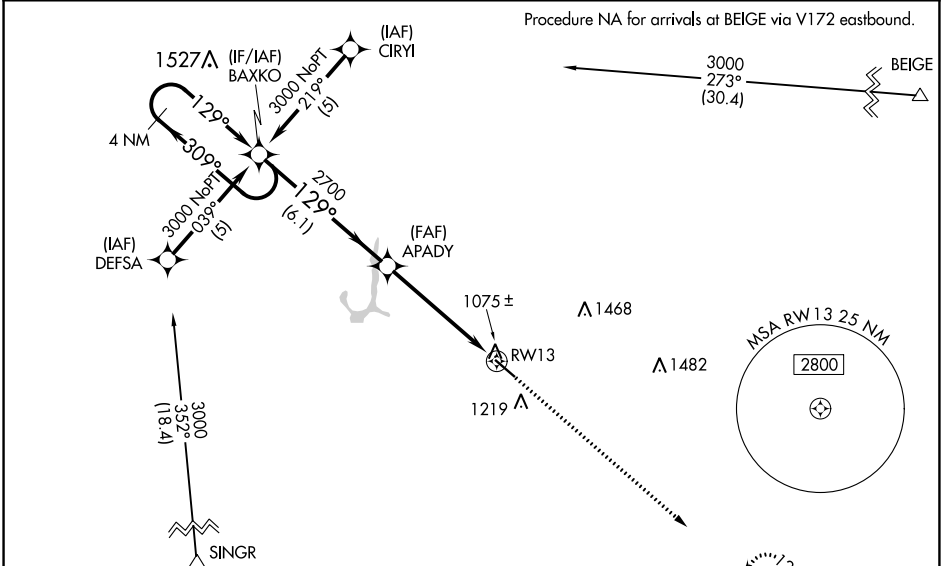 Procedure NA for arrivals at BEIGE via V172 eastbound.
(IAF)
CIRYI
1527
(IF/IAF)
BAXKO
3000 NoPT
219°
(5)
3000
273°
(30.4)
BEIGE
129°
4 NM
309°
3000 NoPT
039°
(5)
2700
129°
(6.1)
(IAF)
DEFSA
(FAF)
APADY
1075 ±
1468
RW13
1482
1219
MSA RW13 25 NM
2800
3000
352°
(18.4)
SINGR